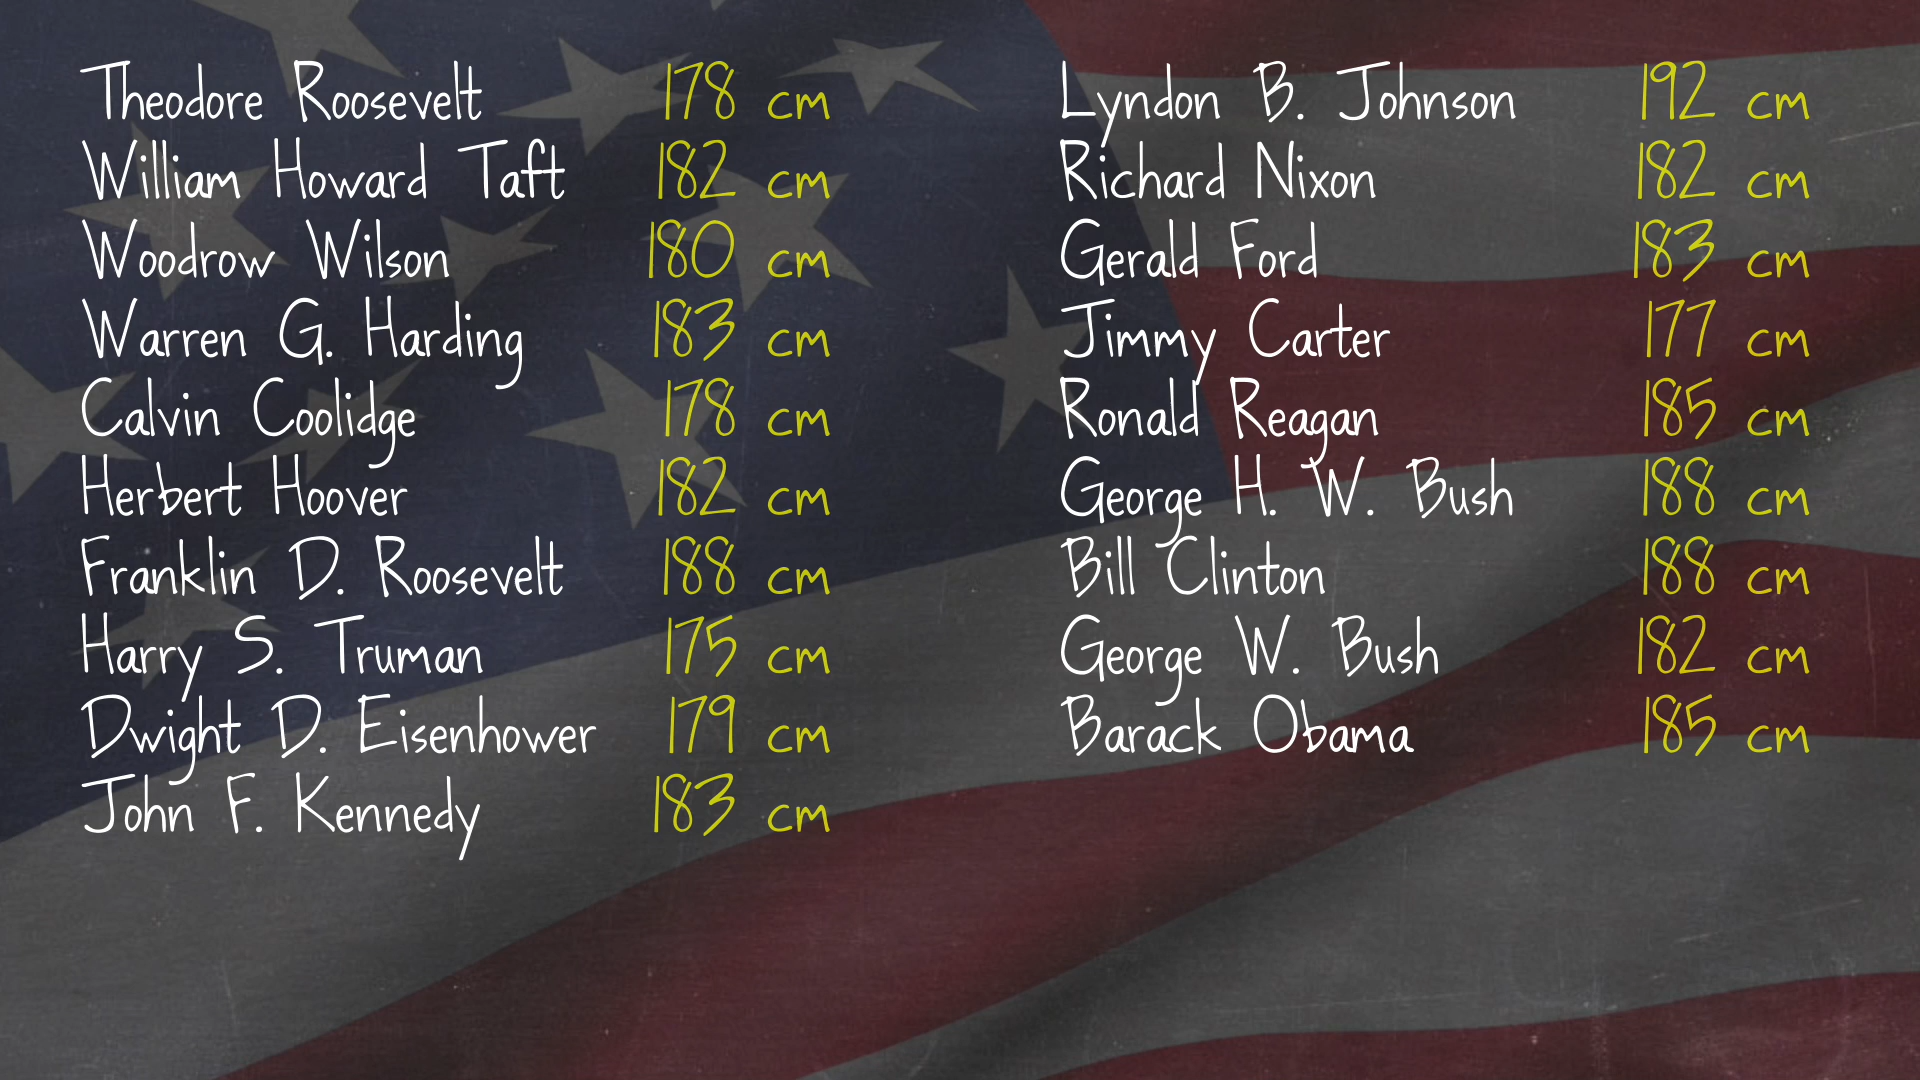 Theodore Roosevelt 178 cm
William Howard Taft 182 cm
Woodrow Wilson 180 cm
Warren G. Harding 183 cm
Calvin Coolidge 178 cm
Herbert Hoover 182 cm
Franklin D. Roosevelt 188 cm
Harry S. Truman 175 cm
Dwight D. Eisenhower 179 cm
John F. Kennedy 183 cm
Lyndon B. Johnson 192 cm
Richard Nixon 182 cm
Gerald Ford 183 cm
Jimmy Carter 177 cm
Ronald Reagan 185 cm
George H. W. Bush 188 cm
Bill Clinton 188 cm
George W. Bush 182 cm
Barack Obama 185 cm